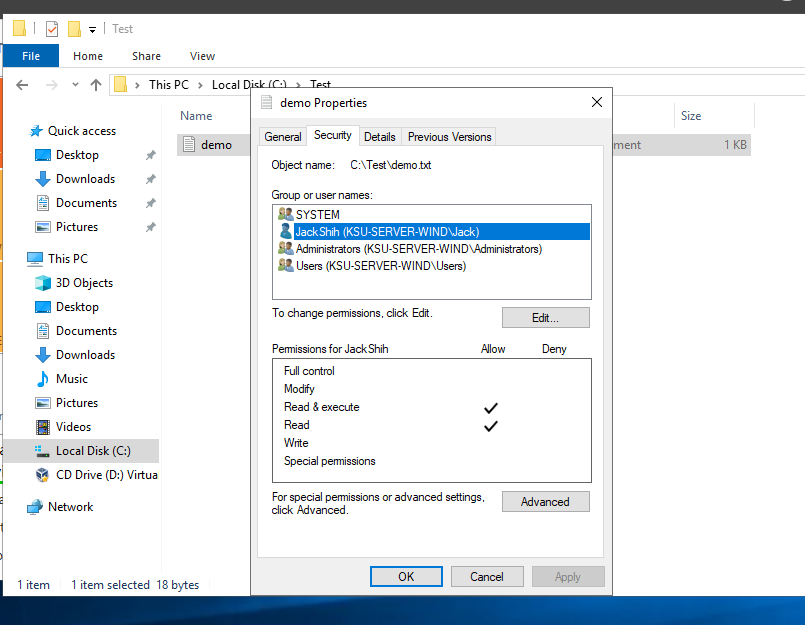 Test
File Home Share View
This PC Local Disk (C:) Test
Name Size
Quick access
Desktop
Downloads
Documents
Pictures
This PC
3D Objects
Desktop
Documents
Downloads
Music
Pictures
Videos
Local Disk (C:)
CD Drive (D:) Virtua
Network
demo ment 1 KB
demo Properties
General Security Details Previous Versions
Object name: C:\Test\demo.txt
Group or user names:
SYSTEM
JackShih (KSU-SERVER-WIND\Jack)
Administrators (KSU-SERVER-WIND\Administrators)
Users (KSU-SERVER-WIND\Users)
To change permissions, click Edit. Edit...
Permissions for JackShih Allow Deny
Full control
Modify
Read & execute
Read
Write
Special permissions
For special permissions or advanced settings,
click Advanced.
Advanced
OK Cancel Apply
1 item 1 item selected 18 bytes